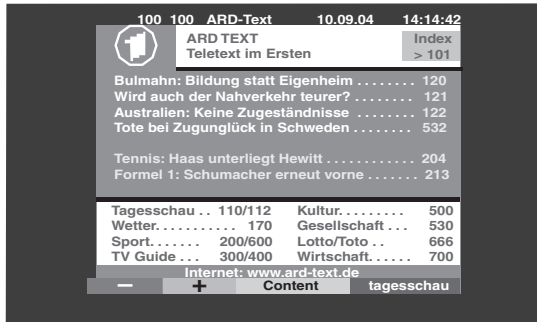 100 100 ARD-Text 10.09.04 14:14:42
ARD TEXT Index
Teletext im Ersten > 101
Bulmahn: Bildung statt Eigenheim . . . . . . . . 120
Wird auch der Nahverkehr teurer? . . . . . . . . 121
Australien: Keine Zugeständnisse . . . . . . . . 122
Tote bei Zugunglück in Schweden . . . . . . . . 532
Tennis: Haas unterliegt Hewitt . . . . . . . . . . . . 204
Formel 1: Schumacher erneut vorne . . . . . . . 213
Tagesschau . . 110/112 Kultur. . . . . . . . . 500
Wetter. . . . . . . . . . . 170 Gesellschaft . . . 530
Sport. . . . . . . 200/600 Lotto/Toto . . 666
TV Guide . . . 300/400 Wirtschaft. . . . . . 700
Internet: www.ard-text.de
– + Content tagesschau